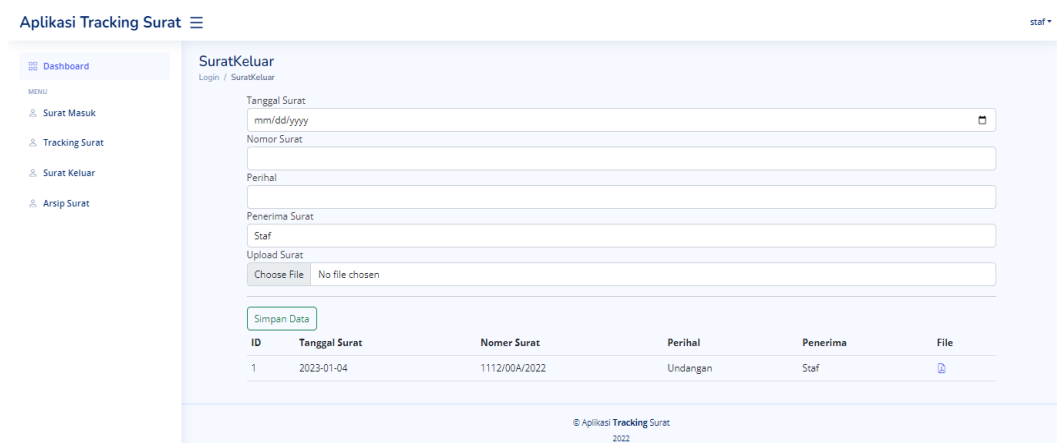 Aplikasi Tracking Surat
staf
Dashboard
MENU
Surat Masuk
Tracking Surat
Surat Keluar
Arsip Surat
SuratKeluar
Login / SuratKeluar
Tanggal Surat
mm/dd/yyyy
Nomor Surat
Perihal
Penerima Surat
Staf
Upload Surat
Choose File No file chosen
Simpan Data
ID Tanggal Surat Nomer Surat Perihal Penerima File
1 2023-01-04 1112/00A/2022 Undangan Staf
© Aplikasi Tracking Surat
2022